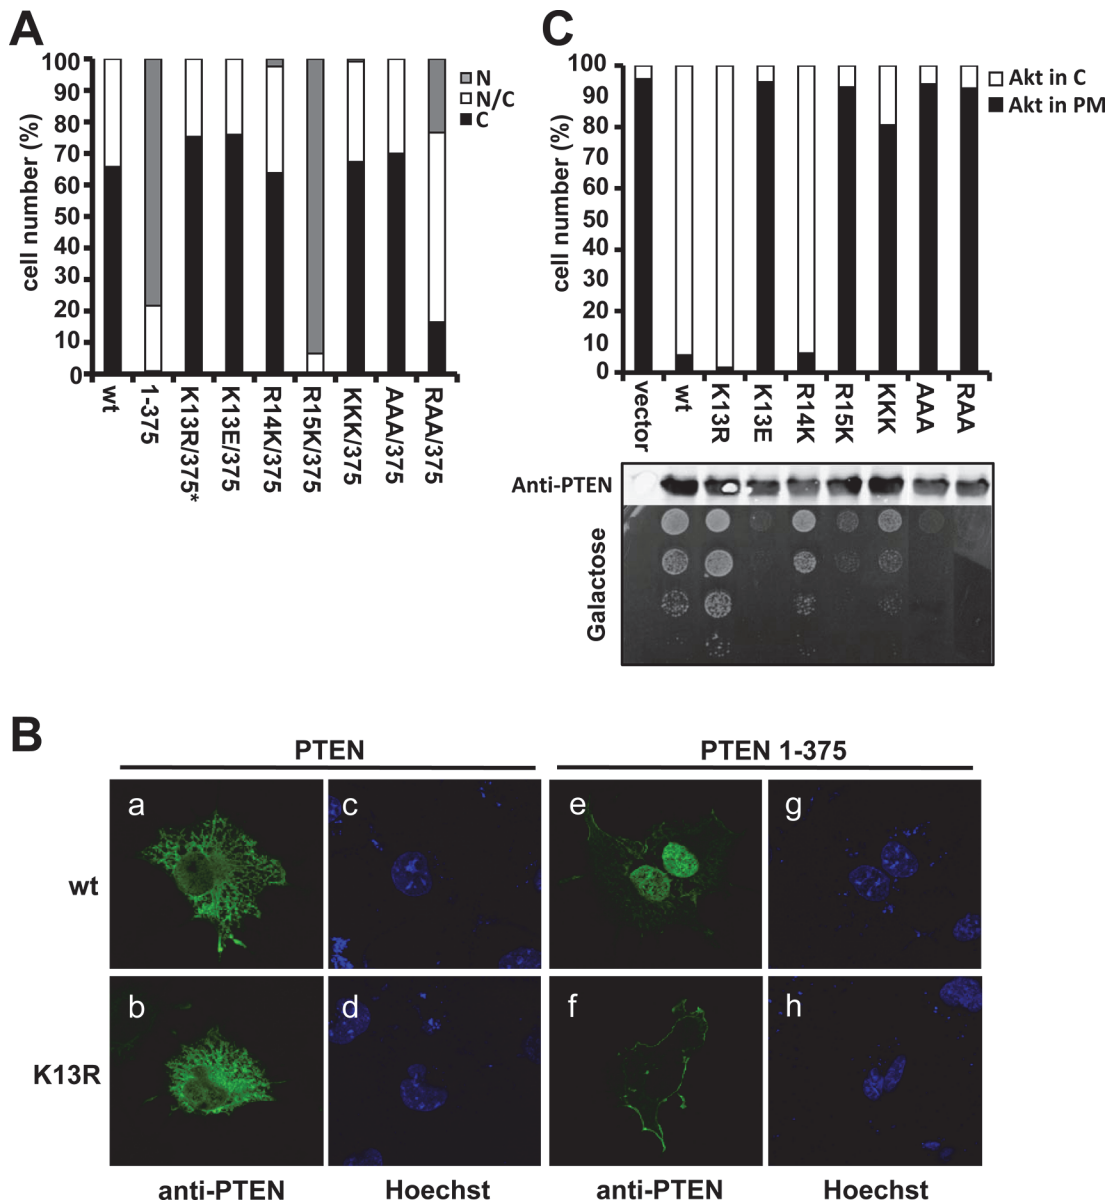 A
100
90
80
70
60
50
40
30
20
10
0
cell number (%)
N
N/C
C
wt
1-375
K13R/375*
K13E/375
R14K/375
R15K/375
KKK/375
AAA/375
RAA/375
C
100
90
80
70
60
50
40
30
20
10
0
cell number (%)
Akt in C
Akt in PM
vector
wt
K13R
K13E
R14K
R15K
KKK
AAA
RAA
Anti-PTEN
Galactose
B
PTEN
PTEN 1-375
wt
a
c
e
g
K13R
b
d
f
h
anti-PTEN
Hoechst
anti-PTEN
Hoechst